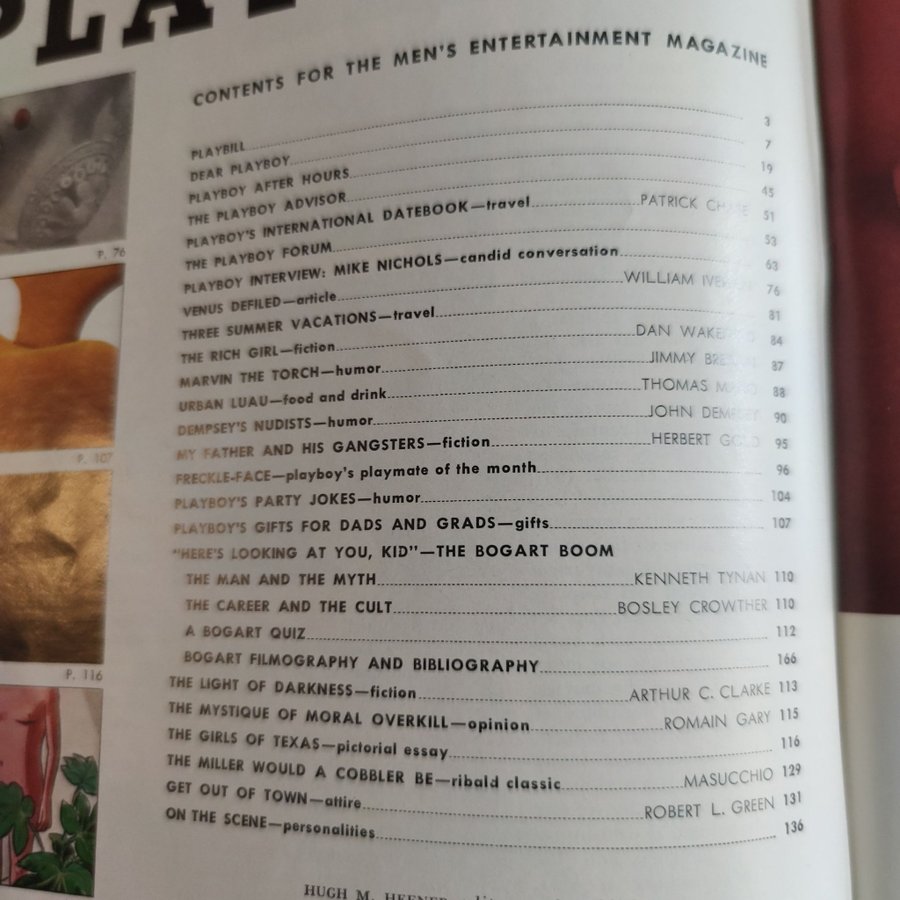 PLAY
CONTENTS FOR THE MEN'S ENTERTAINMENT MAGAZINE
PLAYBILL 3
DEAR PLAYBOY 7
PLAYBOY AFTER HOURS 19
THE PLAYBOY ADVISOR 45
PLAYBOY'S INTERNATIONAL DATEBOOK—travel PATRICK 51
THE PLAYBOY FORUM 53
PLAYBOY INTERVIEW: MIKE NICHOLS—candid conversation 63
VENUS DEFILED—article WILLIAM 76
THREE SUMMER VACATIONS—travel 81
THE RICH GIRL—fiction DAN 84
MARVIN THE TORCH—humor JIMMY 87
URBAN LUAU—food and drink THOMAS 88
DEMPSEY'S NUDISTS—humor JOHN 90
MY FATHER AND HIS GANGSTERS—fiction HERBERT 95
FRECKLE-FACE—playboy's playmate of the month 96
PLAYBOY'S PARTY JOKES—humor 104
PLAYBOY'S GIFTS FOR DADS AND GRADS—gifts 107
"HERE'S LOOKING AT YOU, KID"—THE BOGART BOOM
THE MAN AND THE MYTH KENNETH TYNAN 110
THE CAREER AND THE CULT BOSLEY CROWTHER 110
A BOGART QUIZ 112
BOGART FILMOGRAPHY AND BIBLIOGRAPHY 166
THE LIGHT OF DARKNESS—fiction ARTHUR C. CLARKE 113
THE MYSTIQUE OF MORAL OVERKILL—opinion ROMAIN GARY 115
THE GIRLS OF TEXAS—pictorial essay 116
THE MILLER WOULD A COBBLER BE—ribald classic MASUCCHIO 129
GET OUT OF TOWN—attire ROBERT L. GREEN 131
ON THE SCENE—personalities 136
P. 76
P. 107
P. 116
HUGH M. HEFNER